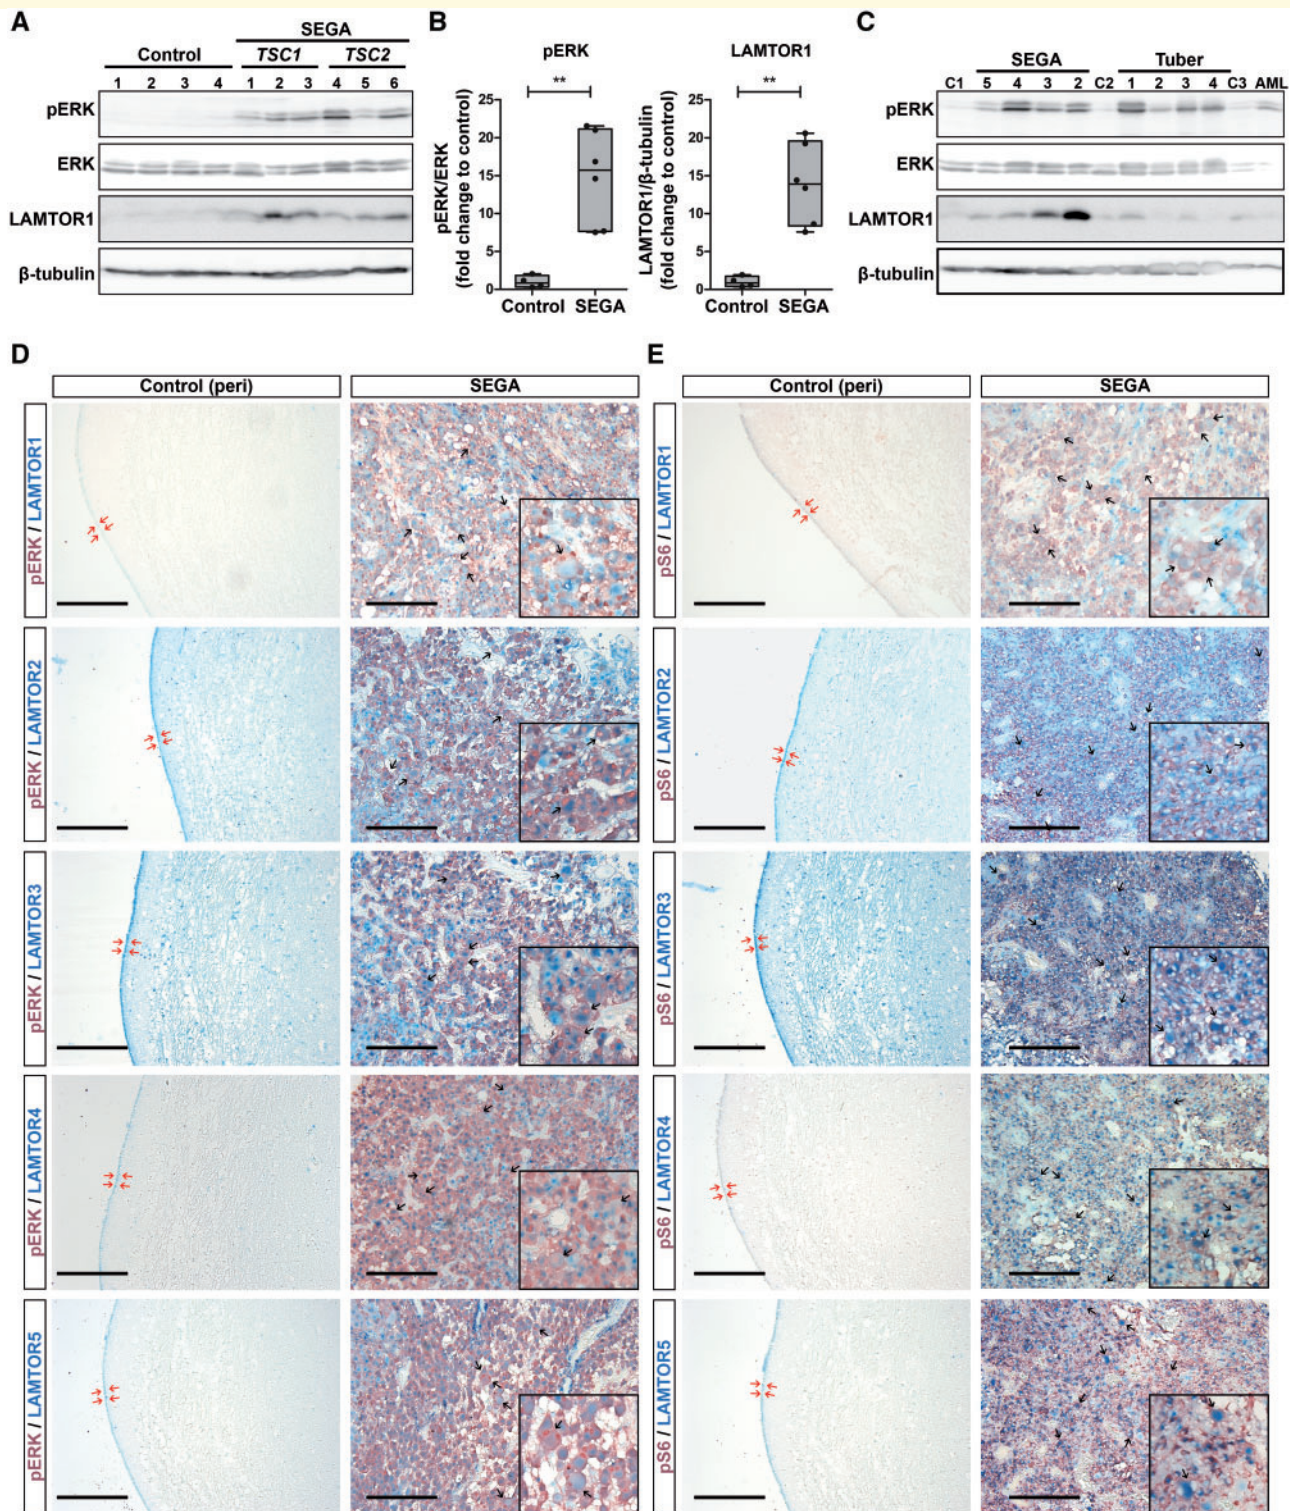 A
SEGA
Control TSC1 TSC2
1 2 3 4 1 2 3 4 5 6
pERK
ERK
LAMTOR1
β-tubulin
B
pERK
**
pERK/ERK
(fold change to control)
25
20
15
10
5
0
Control SEGA
LAMTOR1
**
LAMTOR1/β-tubulin
(fold change to control)
25
20
15
10
5
0
Control SEGA
C
SEGA Tuber
C1 5 4 3 2 C2 1 2 3 4 C3 AML
pERK
ERK
LAMTOR1
β-tubulin
D
Control (peri) SEGA
pERK / LAMTOR1
pERK / LAMTOR2
pERK / LAMTOR3
pERK / LAMTOR4
pERK / LAMTOR5
E
Control (peri) SEGA
pS6 / LAMTOR1
pS6 / LAMTOR2
pS6 / LAMTOR3
pS6 / LAMTOR4
pS6 / LAMTOR5